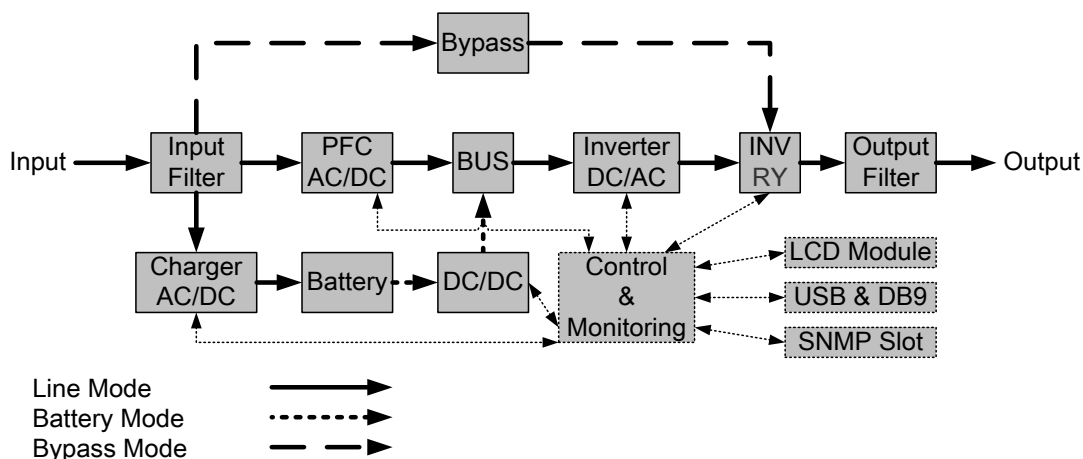 Bypass
Input
Input
Filter
PFC
AC/DC
BUS
Inverter
DC/AC
INV
RY
Output
Filter
Output
Charger
AC/DC
Battery
DC/DC
Control
&
Monitoring
LCD Module
USB & DB9
SNMP Slot
Line Mode
Battery Mode
Bypass Mode